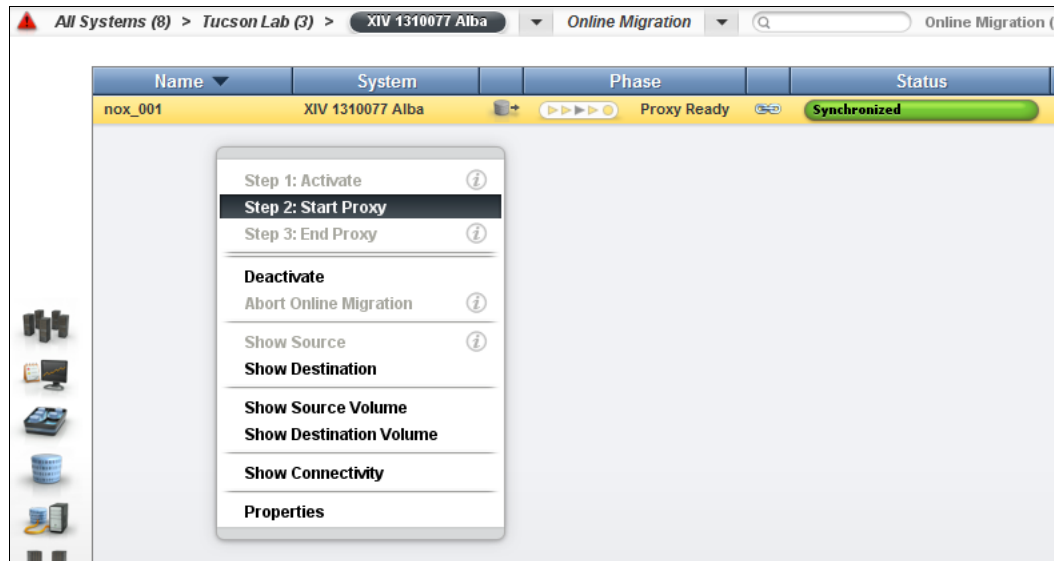 All Systems (8) > Tucson Lab (3) > XIV 1310077 Alba Online Migration Online Migration (
Name System Phase Status
nox_001 XIV 1310077 Alba Proxy Ready Synchronized
Step 1: Activate
Step 2: Start Proxy
Step 3: End Proxy
Deactivate
Abort Online Migration
Show Source
Show Destination
Show Source Volume
Show Destination Volume
Show Connectivity
Properties